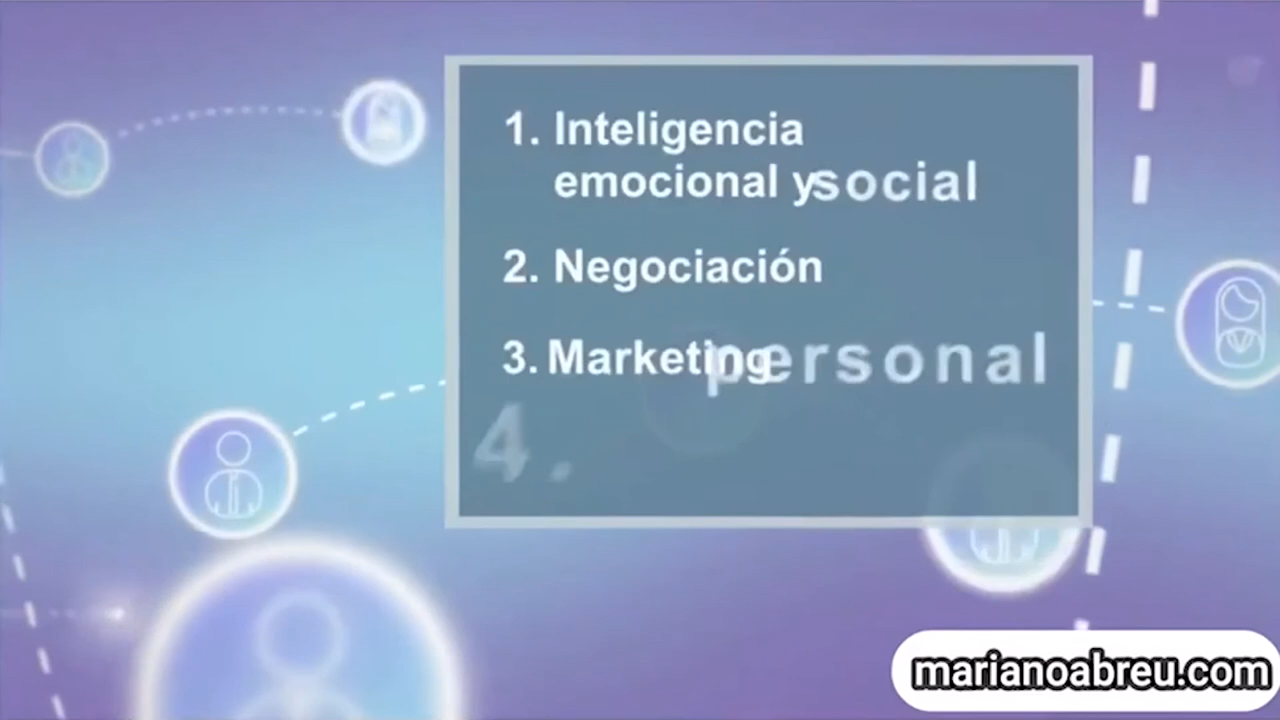 1. Inteligencia
emocional y social
2. Negociación
3. Marketing personal
4.
marianoabreu.com